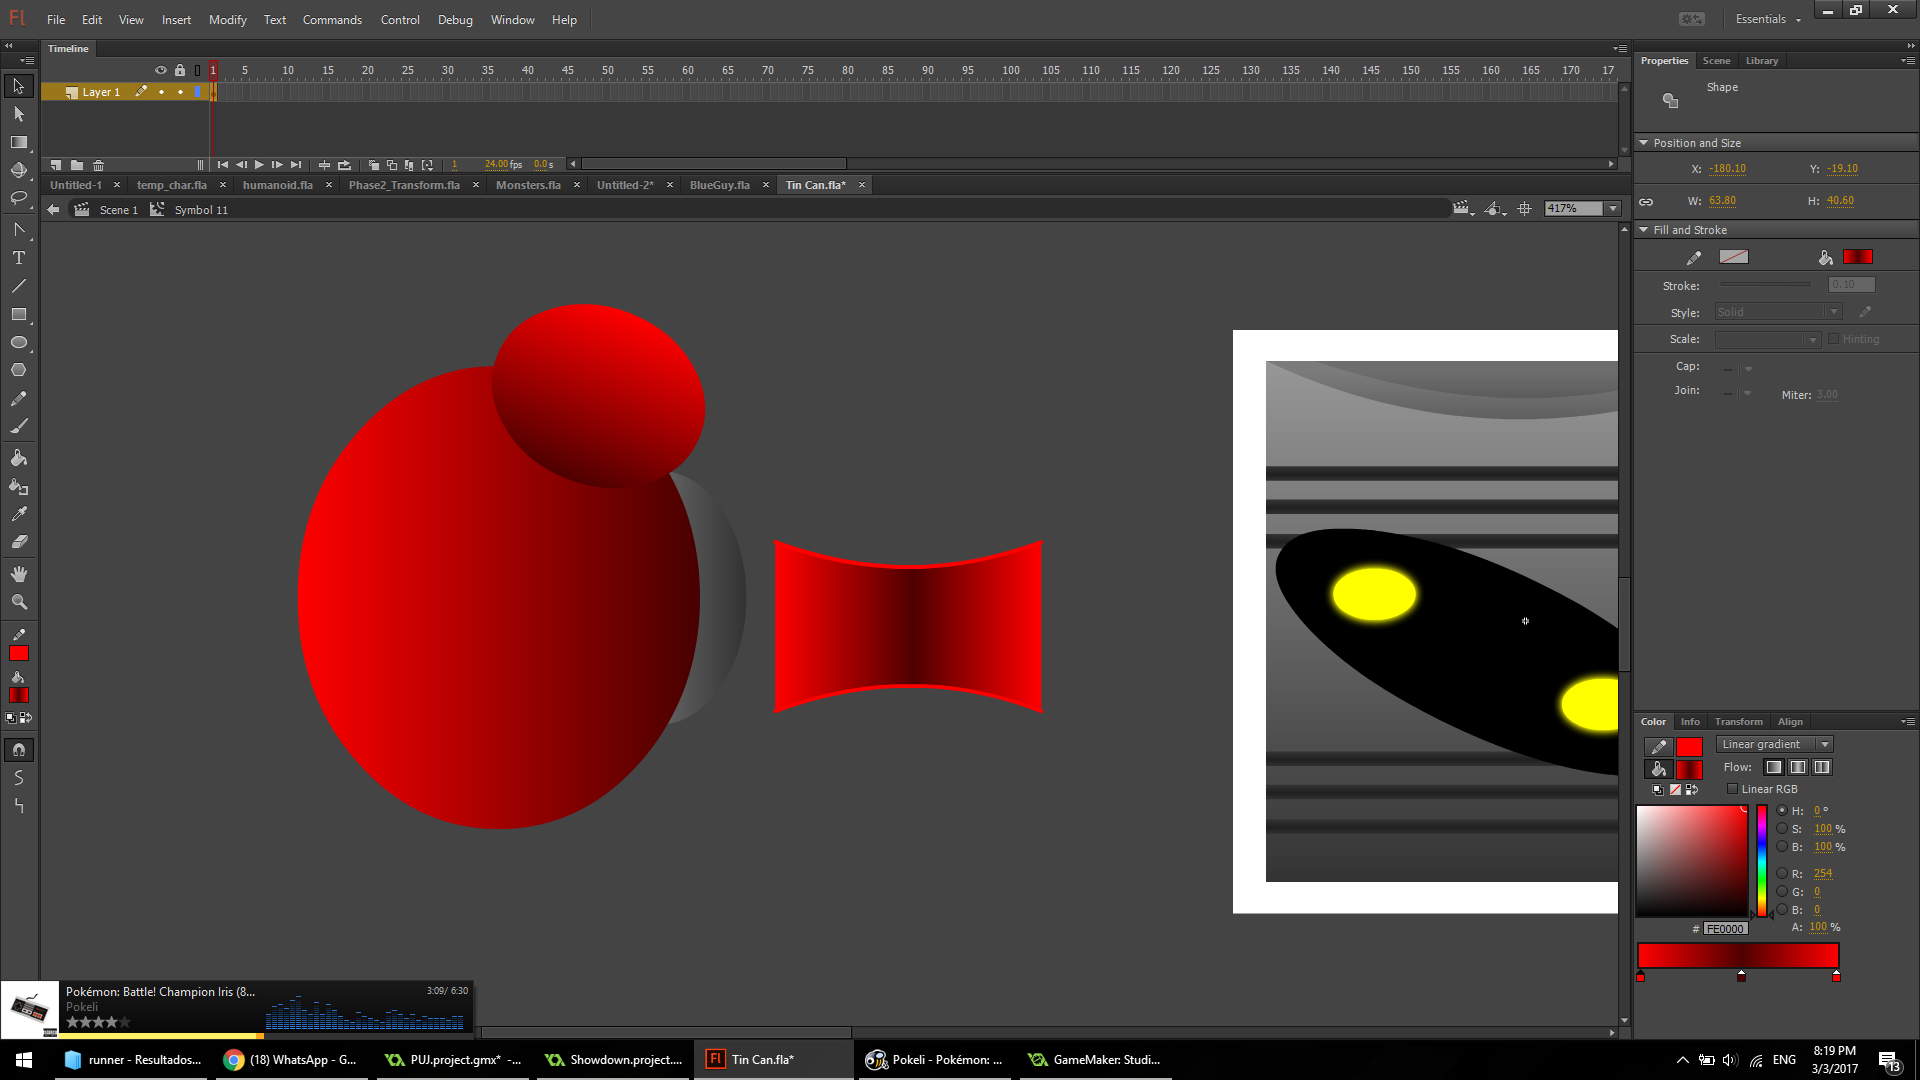 Fl File Edit View Insert Modify Text Commands Control Debug Window Help Essentials
Timeline
1 5 10 15 20 25 30 35 40 45 50 55 60 65 70 75 80 85 90 95 100 105 110 115 120 125 130 135 140 145 150 155 160 165 170 17
Layer 1
1 24.00 fps 0.0 s
Untitled-1 temp_char.fla humanoid.fla Phase2_Transform.fla Monsters.fla Untitled-2* BlueGuy.fla Tin Can.fla*
Scene 1 Symbol 11 417%
Properties Scene Library
Shape
Position and Size
X: -180.10 Y: -19.10
W: 63.80 H: 40.60
Fill and Stroke
Stroke: 0.10
Style: Solid
Scale: Hinting
Cap:
Join: Miter: 3.00
Color Info Transform Align
Linear gradient
Flow:
Linear RGB
H: 0 °
S: 100 %
B: 100 %
R: 254
G: 0
B: 0
# FE0000 A: 100 %
Pokémon: Battle! Champion Iris (8... 3:09/ 6:30
Pokeli
runner - Resultados... (18) WhatsApp - G... PUJ.project.gmx* -... Showdown.project.... Fl Tin Can.fla* Pokeli - Pokémon: ... GameMaker: Studi... ENG
8:19 PM
3/3/2017
13